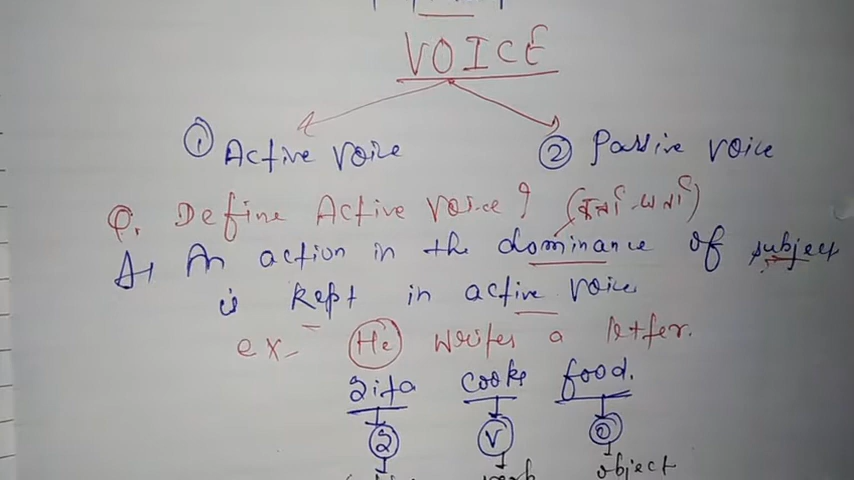 VOICE
① Active voice ② Passive voice
Q. Define Active voice?
A, An action in the dominance of subject
is kept in active voice
ex- He writes a letter.
Sita cooks food.
S V O
object